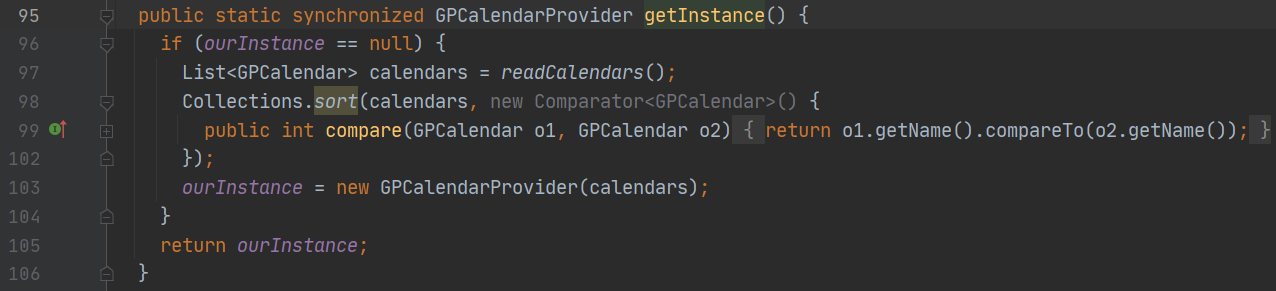 95 public static synchronized GPCalendarProvider getInstance() {
96 if (ourInstance == null) {
97 List<GPCalendar> calendars = readCalendars();
98 Collections.sort(calendars, new Comparator<GPCalendar>() {
99 public int compare(GPCalendar o1, GPCalendar o2) { return o1.getName().compareTo(o2.getName()); }
102 });
103 ourInstance = new GPCalendarProvider(calendars);
104 }
105 return ourInstance;
106 }